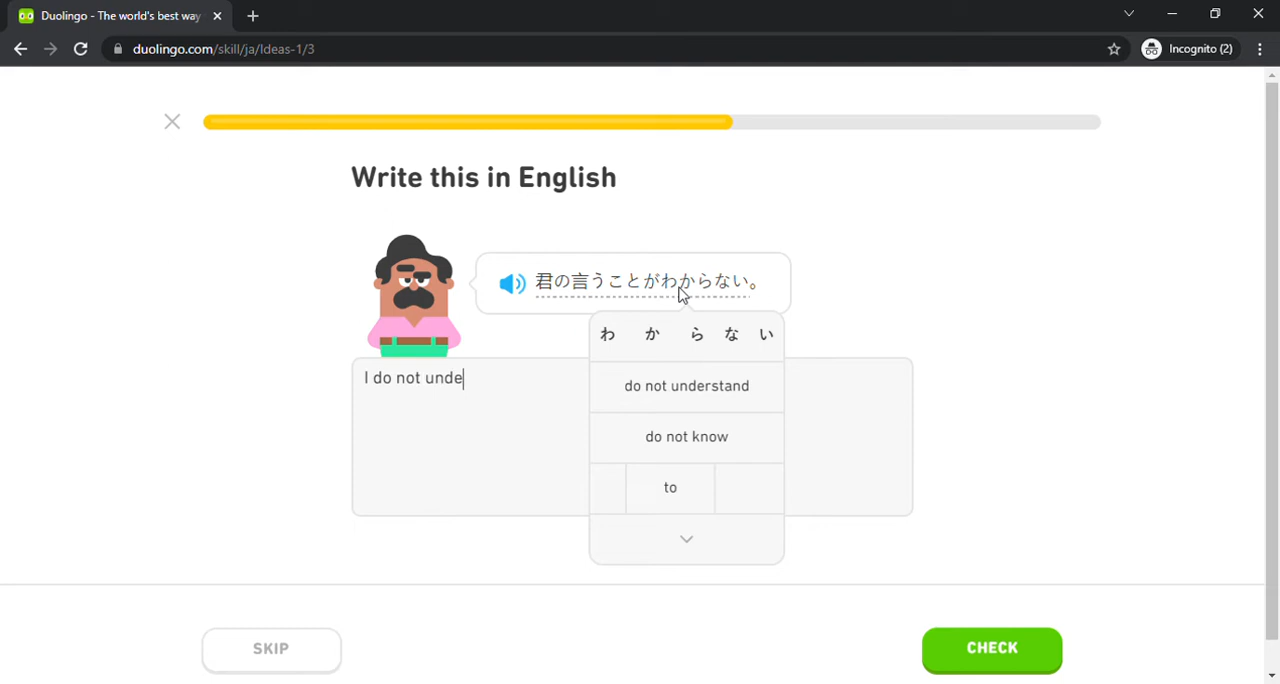 Duolingo - The world's best way
Incognito (2)
duolingo.com/skill/ja/Ideas-1/3
Write this in English
君の言うことがわからない。
わ か ら な い
I do not unde
do not understand
do not know
to
SKIP
CHECK